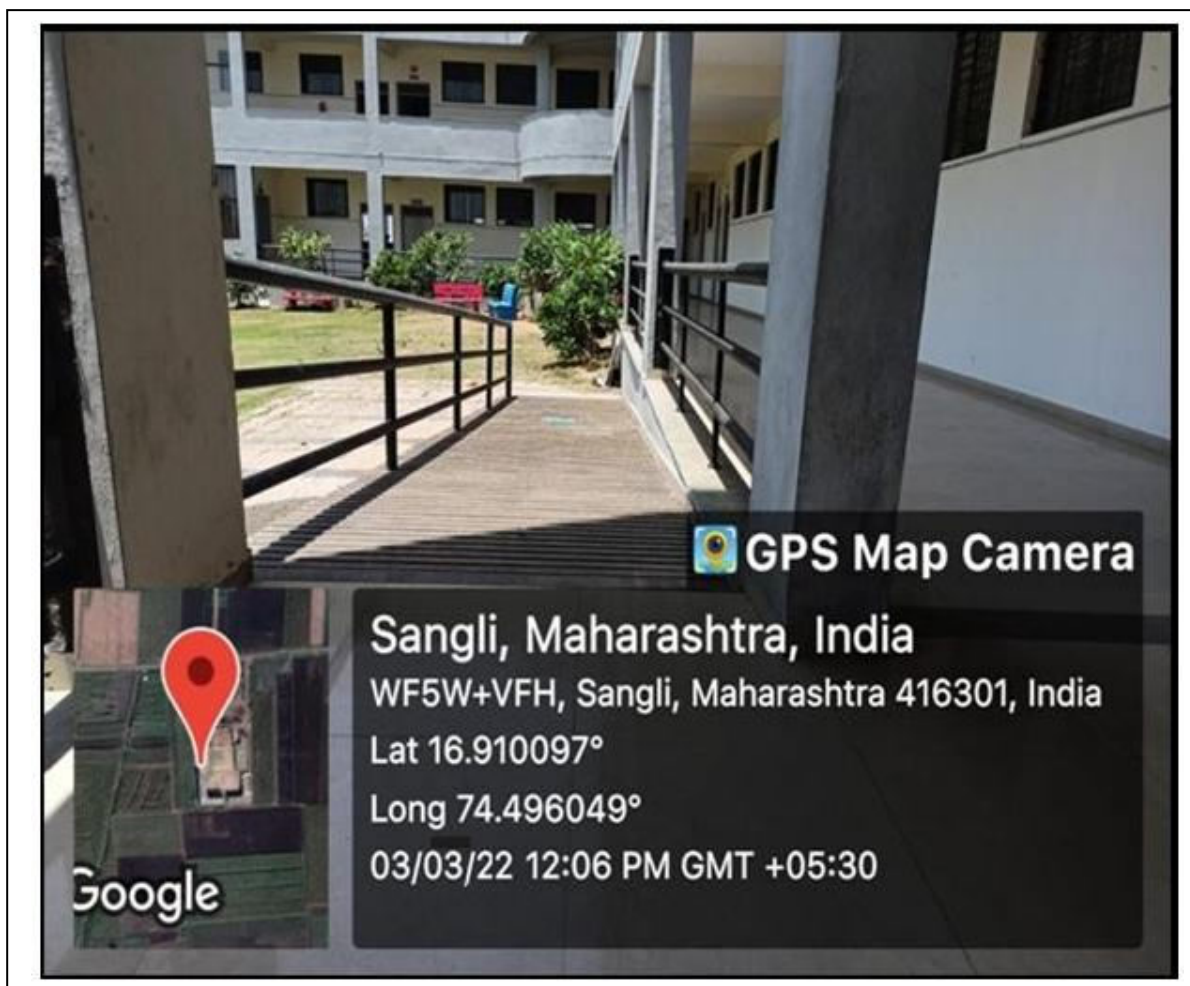 GPS Map Camera
Sangli, Maharashtra, India
WF5W+VFH, Sangli, Maharashtra 416301, India
Lat 16.910097°
Long 74.496049°
03/03/22 12:06 PM GMT +05:30
Google